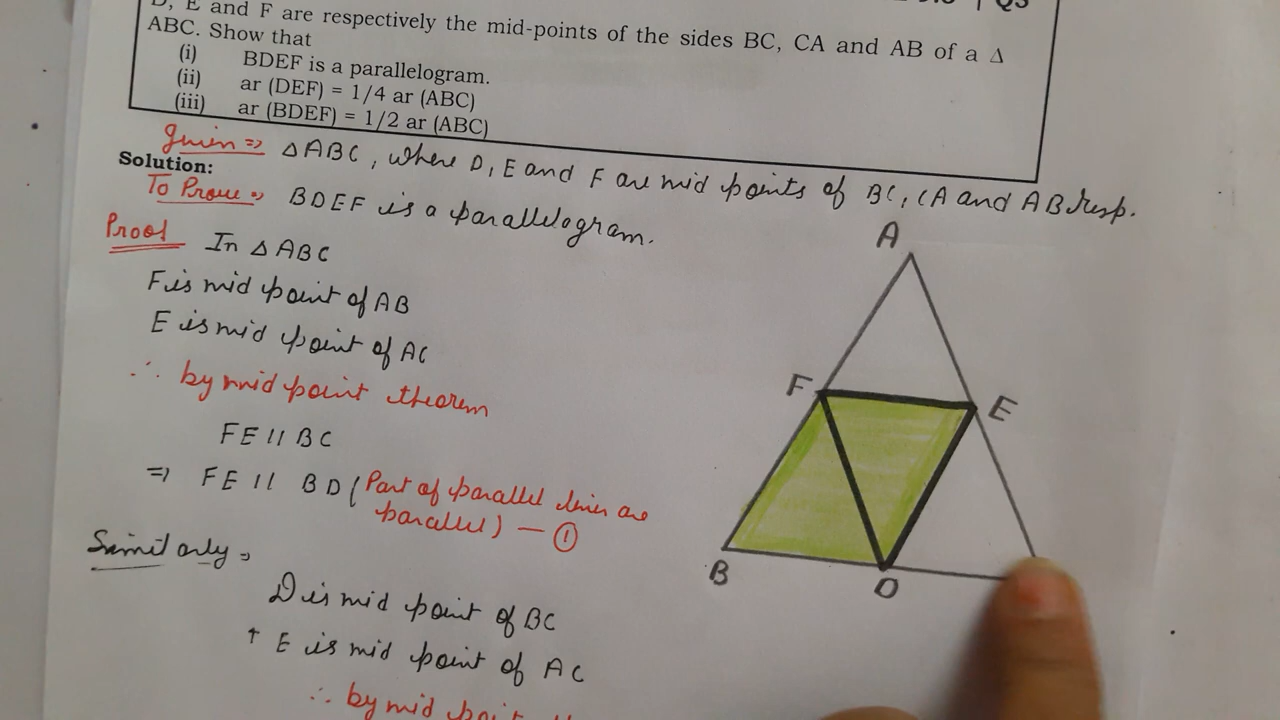 Q5
D, E and F are respectively the mid-points of the sides BC, CA and AB of a Δ
ABC. Show that
(i) BDEF is a parallelogram.
(ii) ar (DEF) = 1/4 ar (ABC)
(iii) ar (BDEF) = 1/2 ar (ABC)
Given ⇒ ΔABC, where D, E and F are mid points of BC, CA and AB resp.
Solution:
To Prove ⇒ BDEF is a parallelogram.
Proof In ΔABC
F is mid point of AB
E is mid point of AC
∴ by mid point theorem
FE || BC
⇒ FE || BD (Part of parallel lines are
parallel) — ①
Similarly,
D is mid point of BC
E is mid point of AC
∴ by mid
A
F
E
B
D